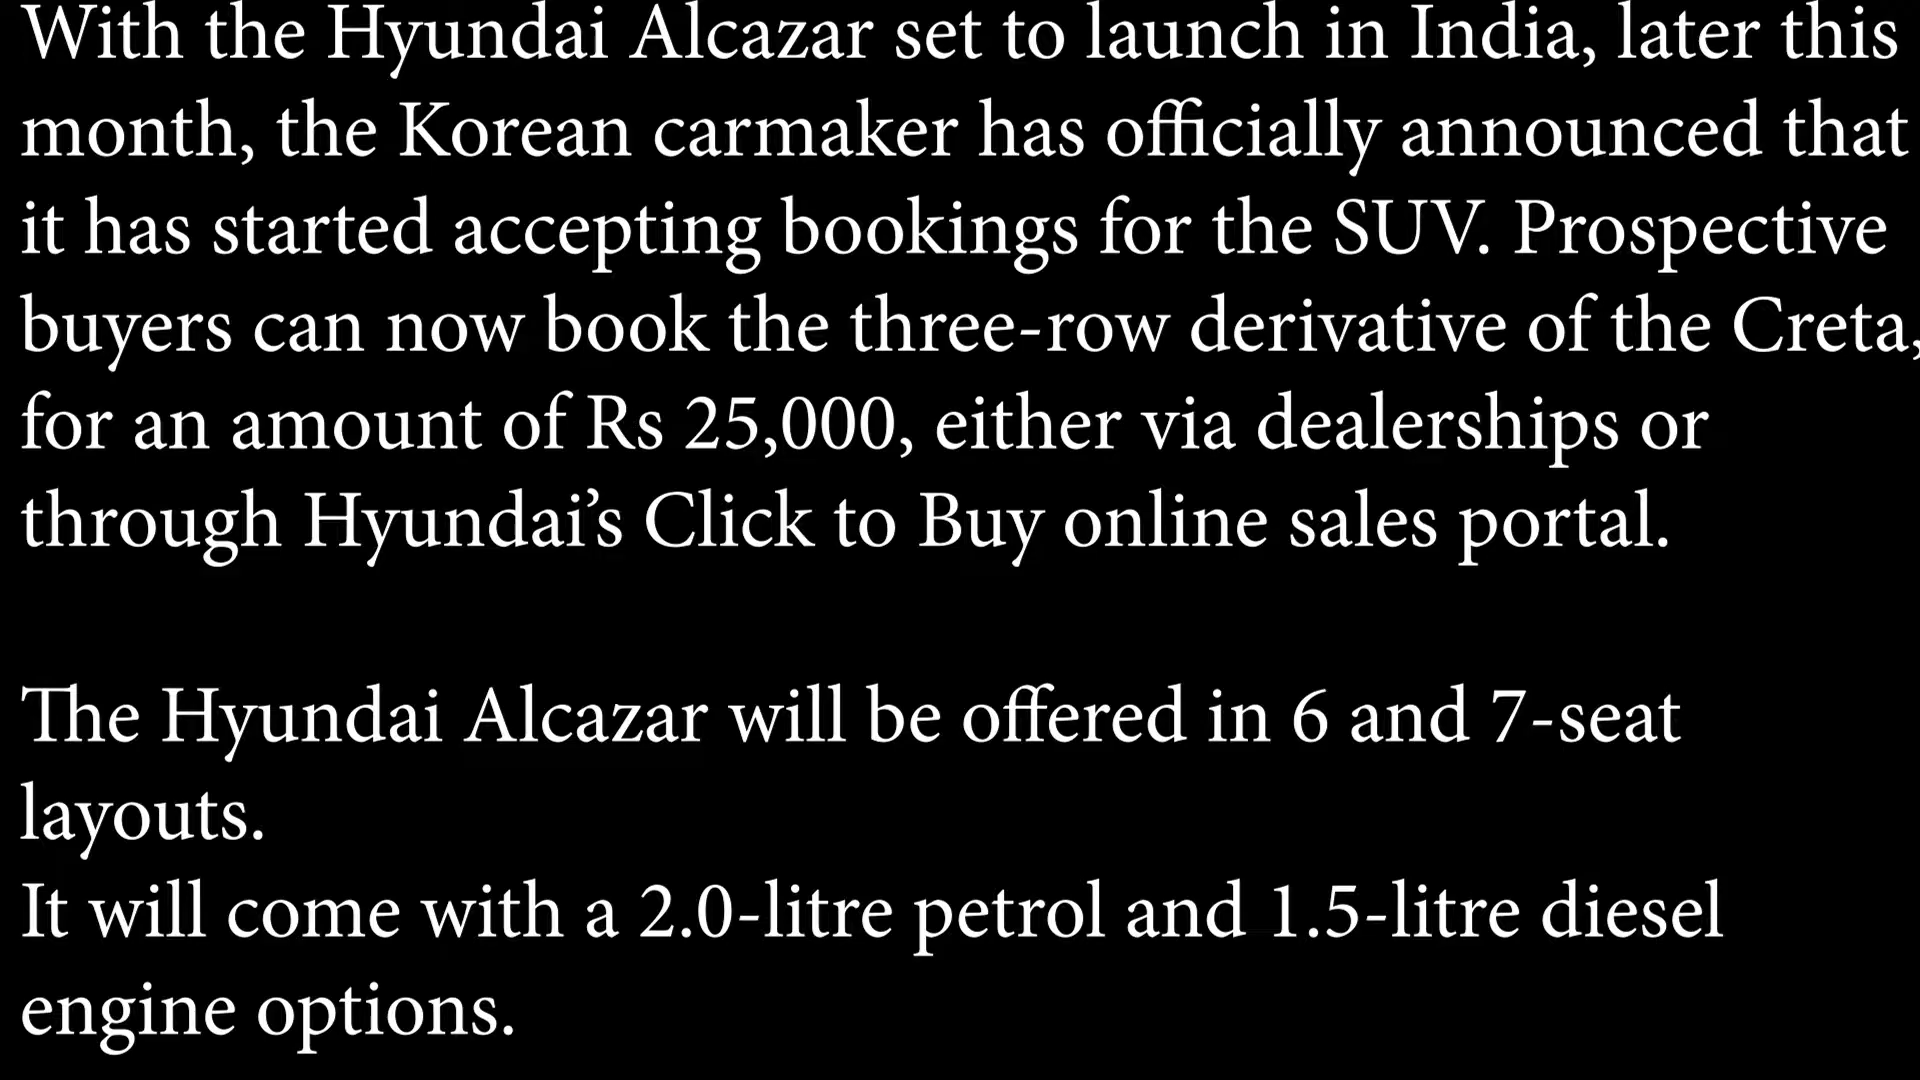 With the Hyundai Alcazar set to launch in India, later this
month, the Korean carmaker has officially announced that
it has started accepting bookings for the SUV. Prospective
buyers can now book the three-row derivative of the Creta,
for an amount of Rs 25,000, either via dealerships or
through Hyundai’s Click to Buy online sales portal.
The Hyundai Alcazar will be offered in 6 and 7-seat
layouts.
It will come with a 2.0-litre petrol and 1.5-litre diesel
engine options.